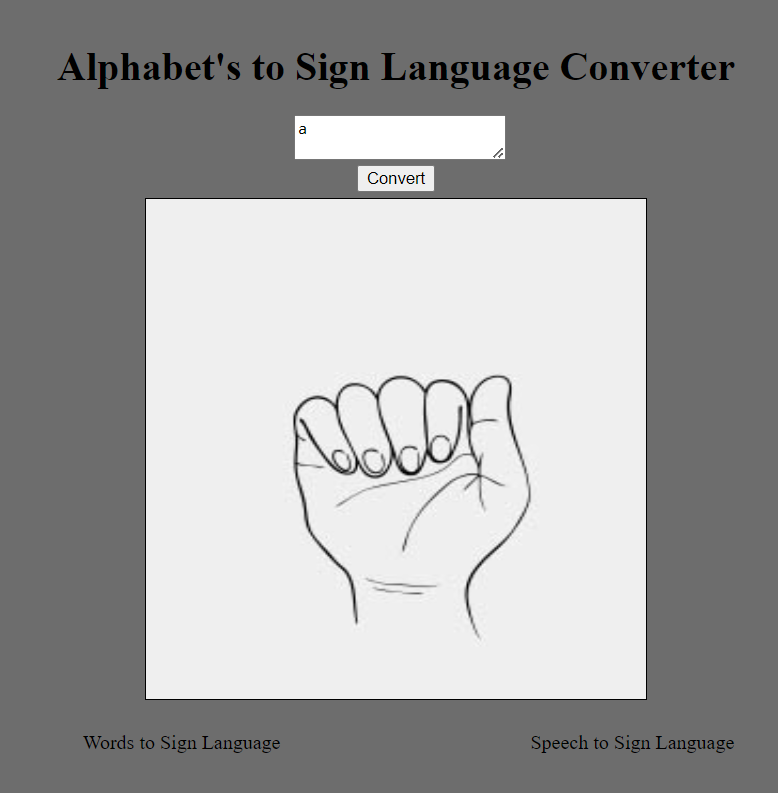 Alphabet's to Sign Language Converter
a
Convert
Words to Sign Language
Speech to Sign Language